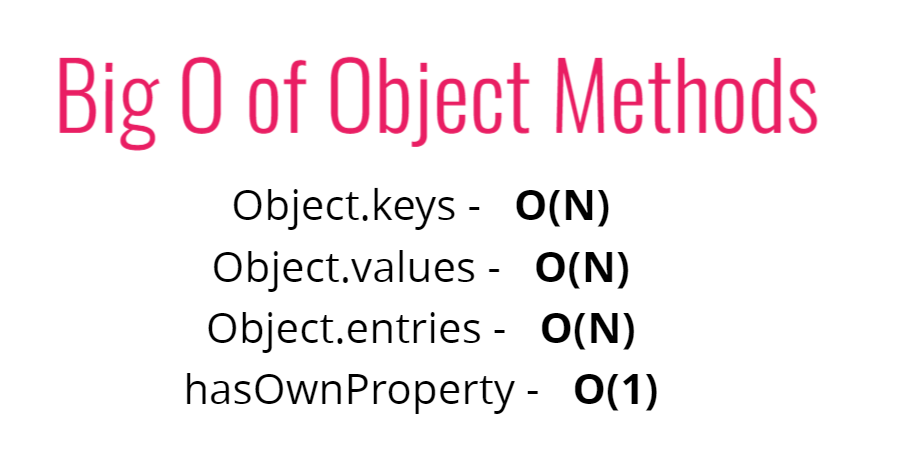 Big O of Object Methods
Object.keys - O(N)
Object.values - O(N)
Object.entries - O(N)
hasOwnProperty - O(1)